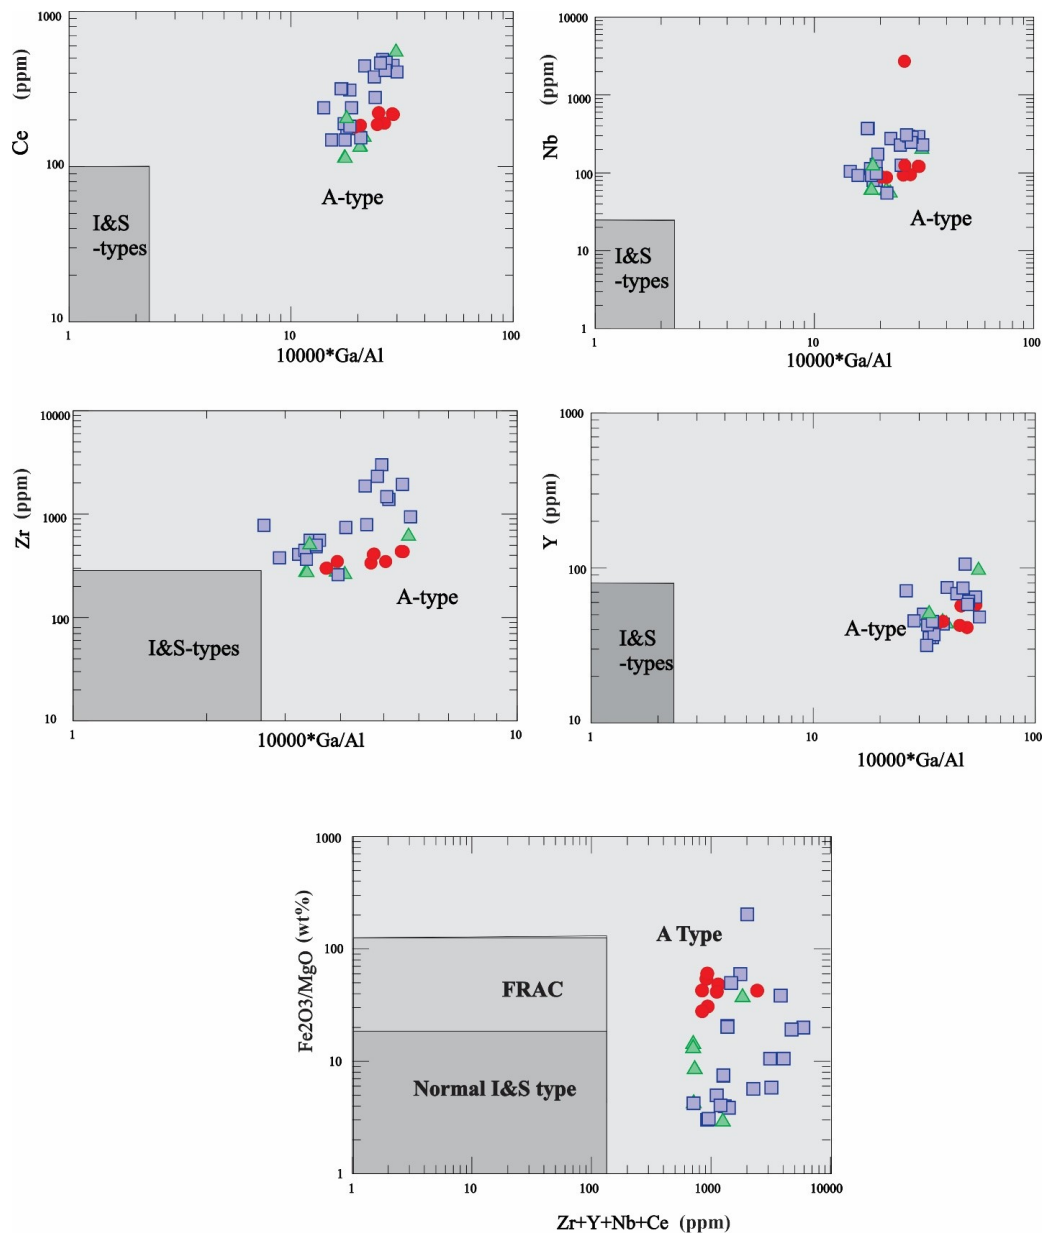 1000
Ce (ppm)
100
I&S
-types
A-type
10
1
10
100
10000*Ga/Al
10000
Nb (ppm)
1000
100
A-type
10
I&S
-types
1
1
10
100
10000*Ga/Al
10000
Zr (ppm)
1000
A-type
100
I&S-types
10
1
10000*Ga/Al
10
1000
Y (ppm)
100
A-type
I&S
-types
10
1
10
100
10000*Ga/Al
1000
Fe2O3/MgO (wt%)
A Type
100
FRAC
10
Normal I&S type
1
1
10
100
1000
10000
Zr+Y+Nb+Ce (ppm)